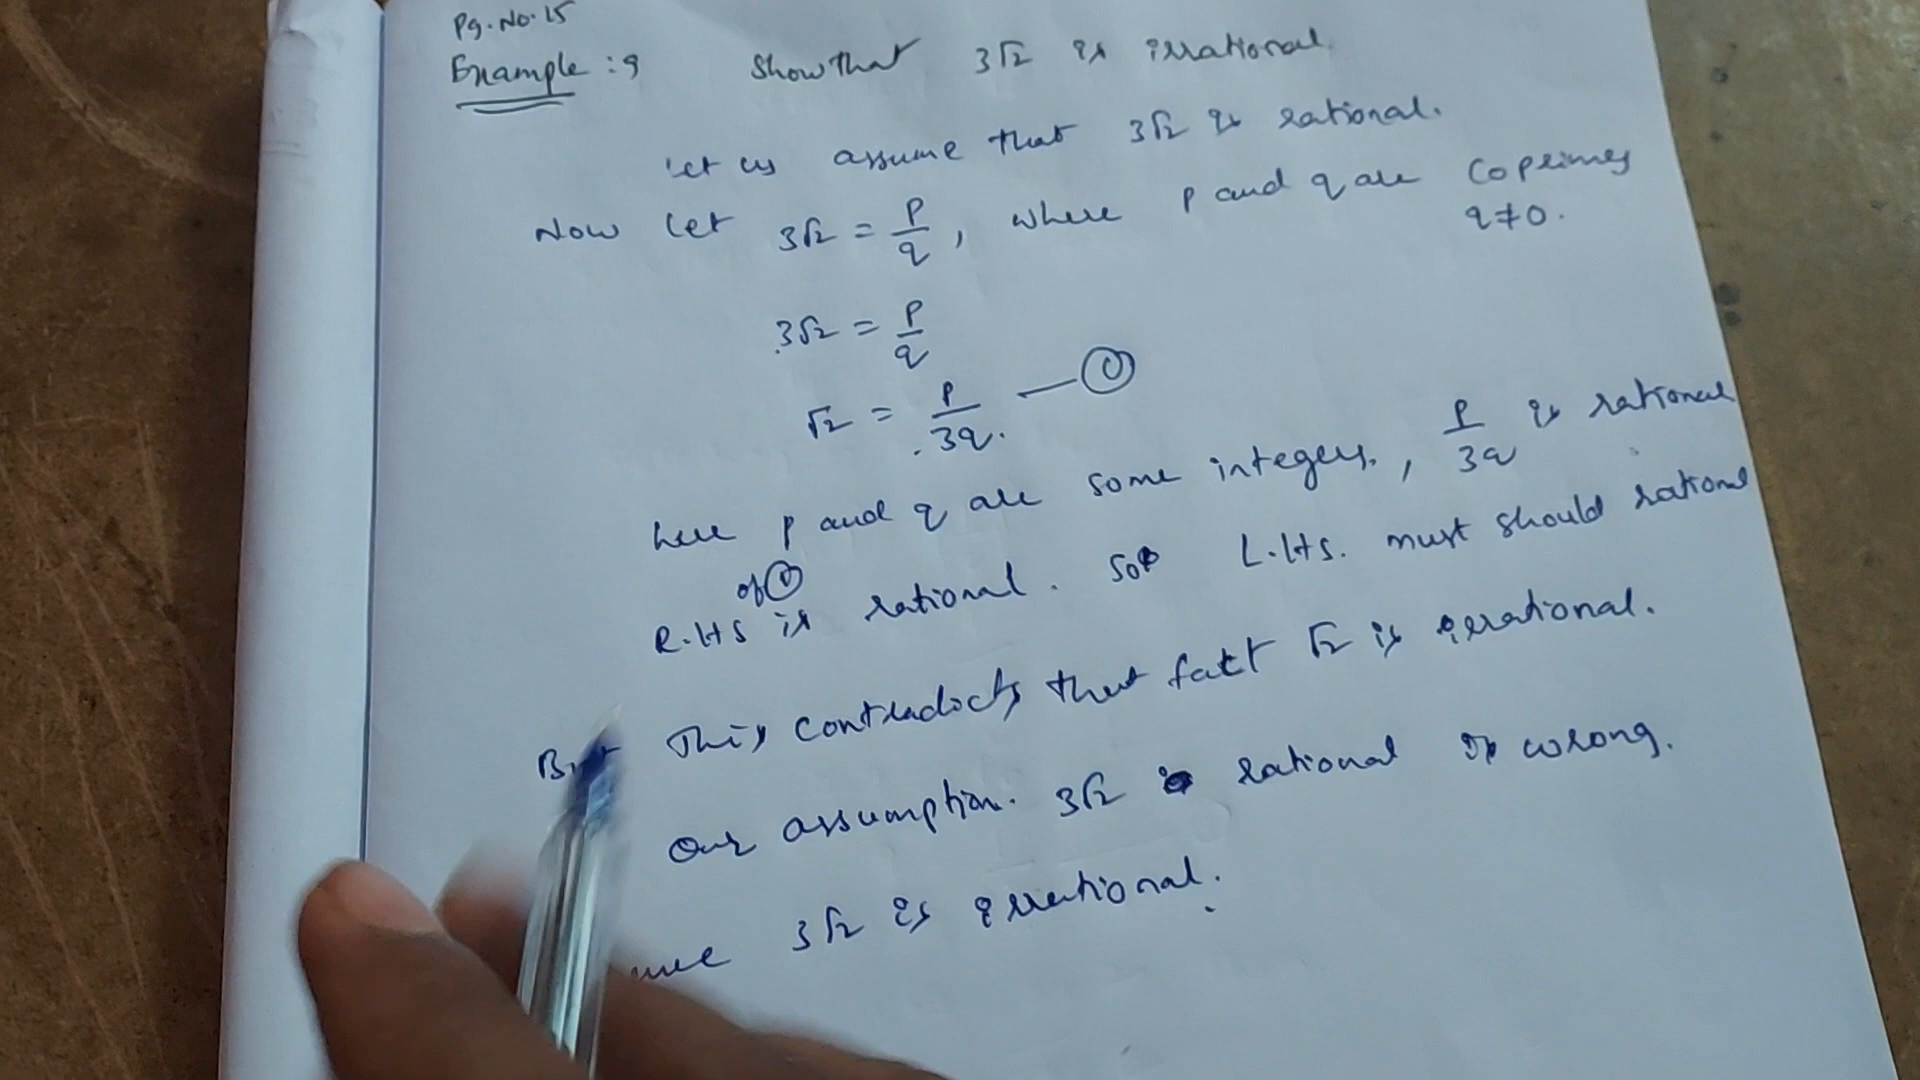 Pg. No. 15
Example : 9 Show that 3√2 is irrational.
Let us assume that 3√2 is rational.
Now let 3√2 = p/q, where p and q are coprimes
q ≠ 0.
3√2 = p/q
√2 = p/3q. — ①
here p and q are some integers, p/3q is rational
of ①
R.H.S is rational. So L.H.S. must should rational
But This contradicts that fact √2 is irrational.
Our assumption. 3√2 is rational is wrong.
3√2 is irrational.